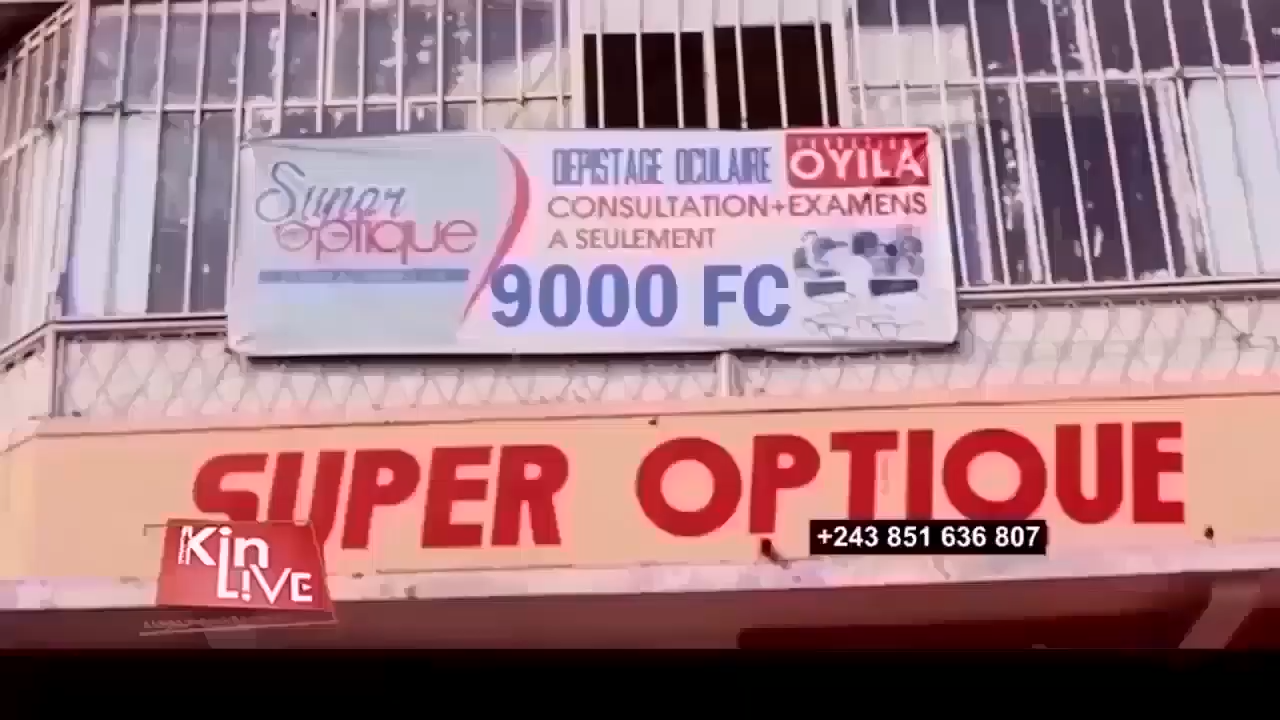 Super
optique
DEPISTAGE OCULAIRE
OYILA
CONSULTATION+EXAMENS
A SEULEMENT
9000 FC
SUPER OPTIQUE
+243 851 636 807
Kin
LIVE